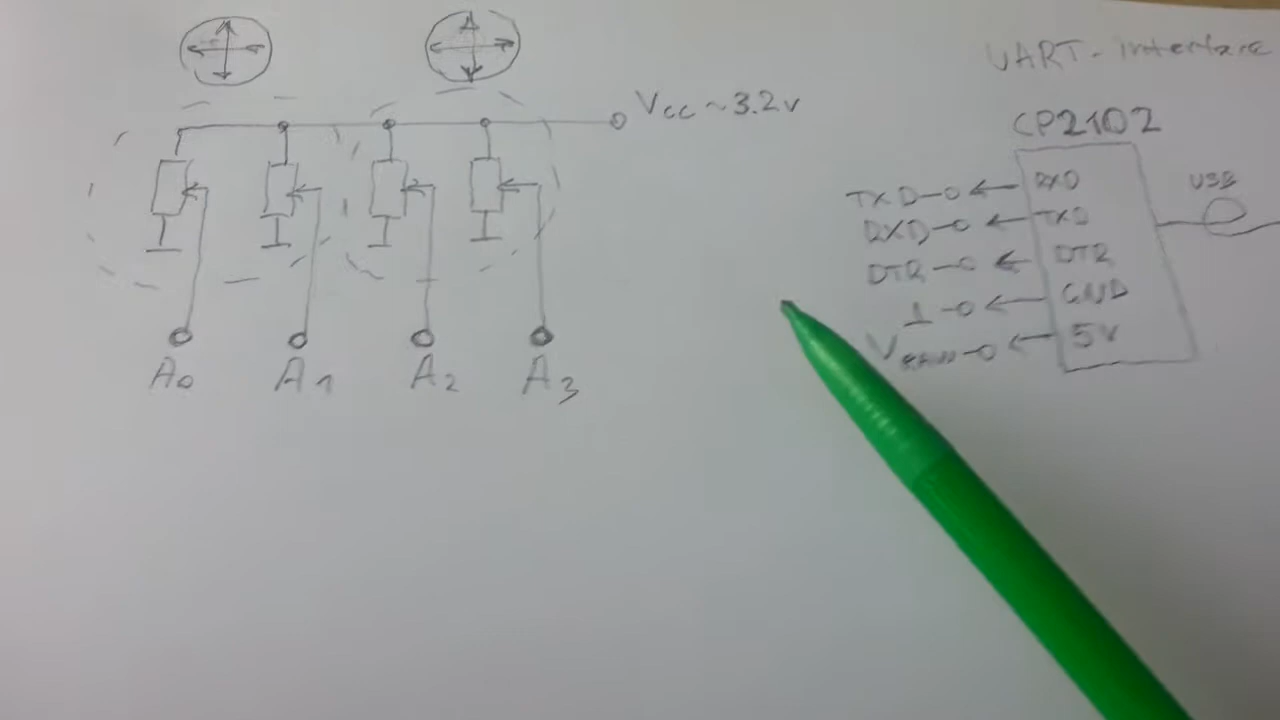 Vcc ~ 3.2v
A0 A1 A2 A3
UART-interface
CP2102
USB
TXD RXD
RXD TXD
DTR DTR
GND
VRAW 5V